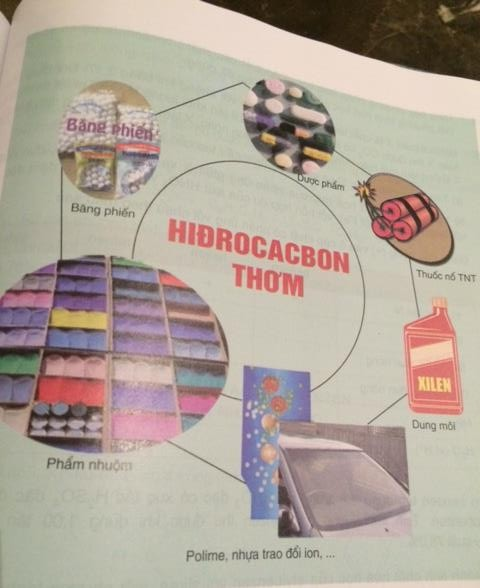 Băng phiến
Băng phiến
Dược phẩm
HIĐROCACBON
THƠM
Thuốc nổ TNT
XILEN
Dung môi
Phẩm nhuộm
Polime, nhựa trao đổi ion, ...